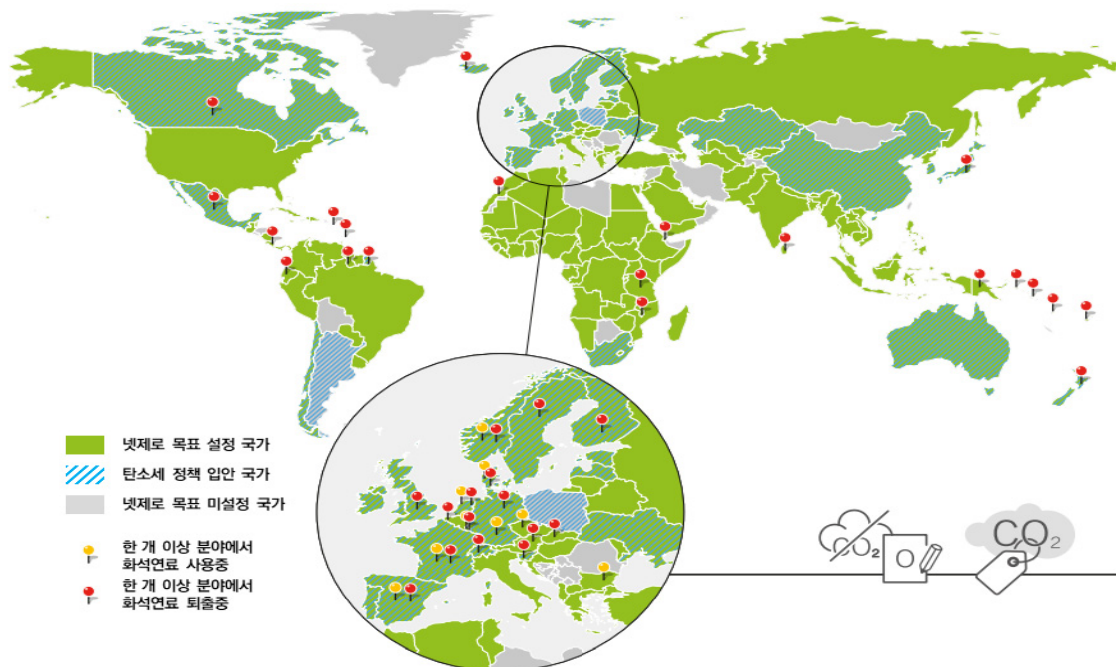 넷제로 목표 설정 국가
탄소세 정책 입안 국가
넷제로 목표 미설정 국가
한 개 이상 분야에서
화석연료 사용중
한 개 이상 분야에서
화석연료 퇴출중
CO₂
CO₂